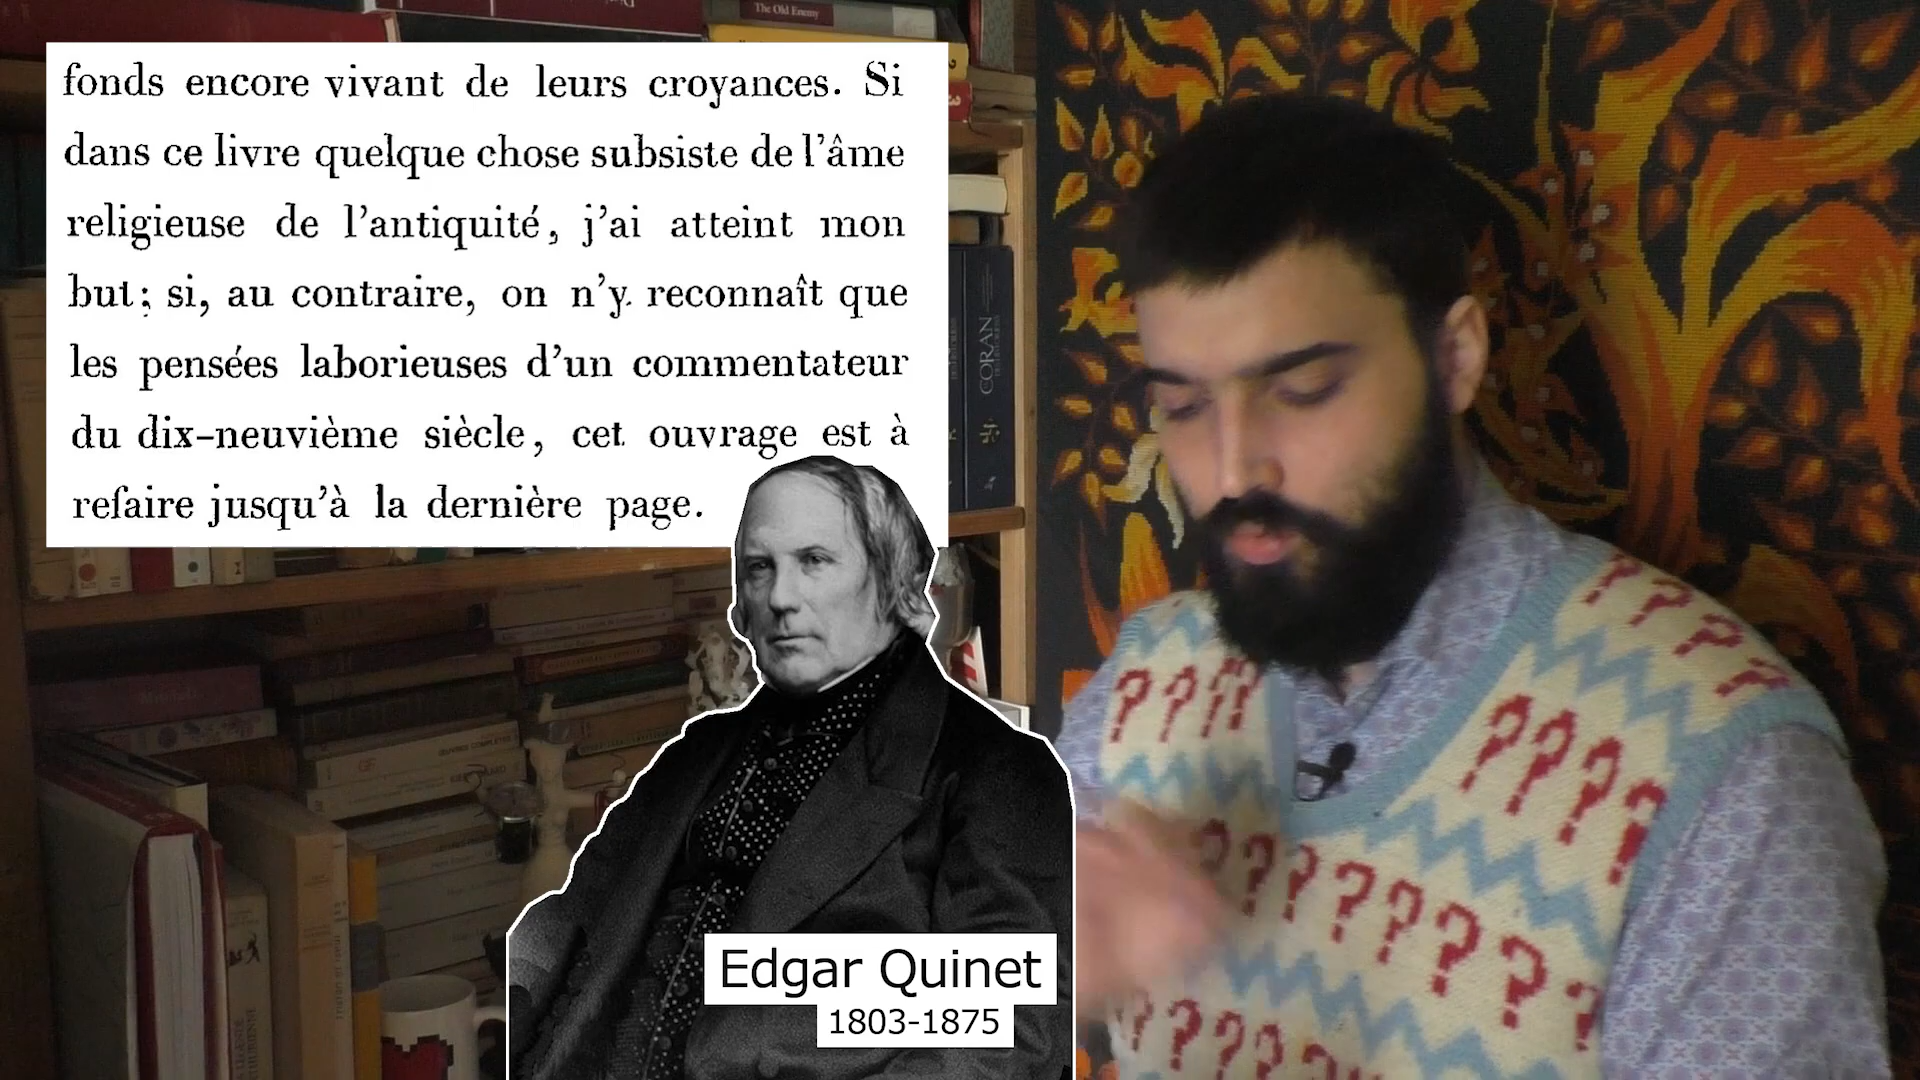 The Old Enemy
fonds encore vivant de leurs croyances. Si
dans ce livre quelque chose subsiste de l'âme
religieuse de l'antiquité, j'ai atteint mon
but; si, au contraire, on n'y reconnaît que
les pensées laborieuses d'un commentateur
du dix-neuvième siècle, cet ouvrage est à
refaire jusqu'à la dernière page.
CORAN
Edgar Quinet
1803-1875
? ? ? ?
? ? ? ?
? ? ? ?
? ? ? ? ? ? ? ?
? ? ? ?